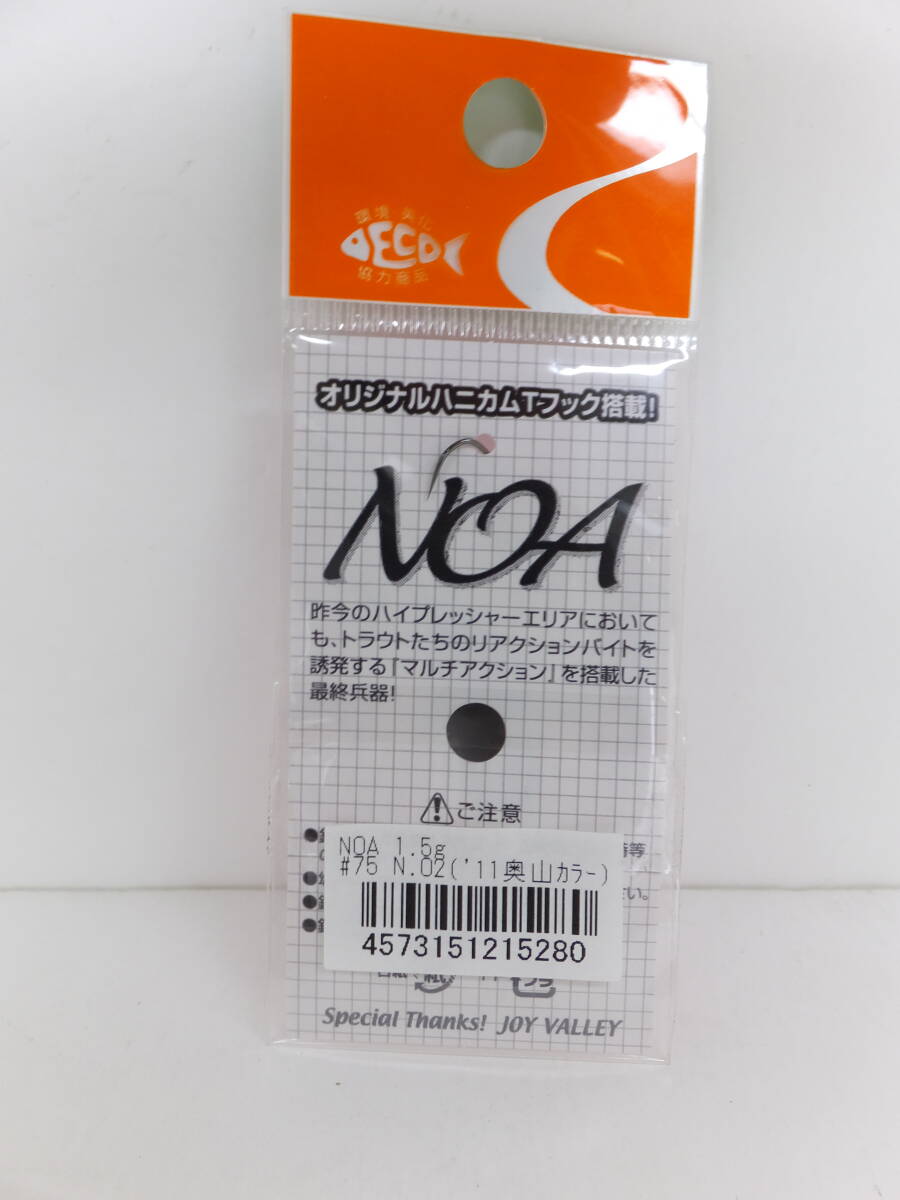 環境 美化
DECO
協力商品
オリジナルハニカムTフック搭載!
NOA
昨今のハイプレッシャーエリアにおいて
も、トラウトたちのリアクションバイトを
誘発する『マルチアクション』を搭載した
最終兵器!
ご注意
NOA 1.5g
#75 N.02('11奥山カラー)
4573151215280
Special Thanks! JOY VALLEY